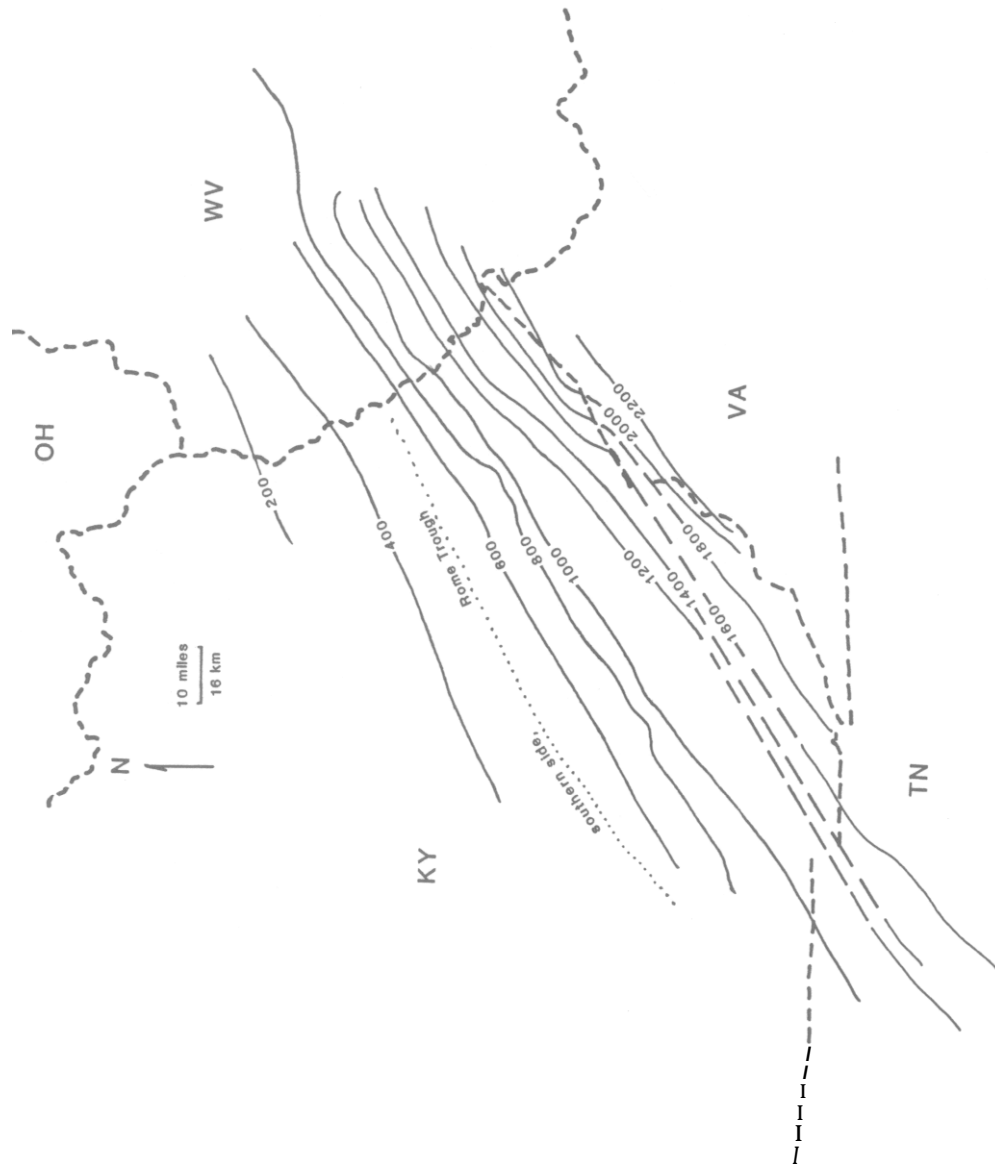 WV
OH
200
400
10 miles
16 km
N
Rome Trough
600
800
1000
2200
2000
VA
1200
1800
1400
1600
southern side
KY
TN
I
I
I
I